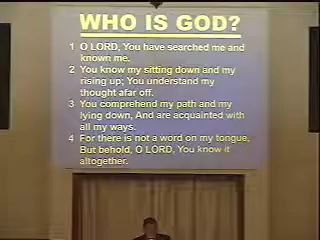 WHO IS GOD?
1 O LORD, You have searched me and
known me.
2 You know my sitting down and my
rising up; You understand my
thought afar off.
3 You comprehend my path and my
lying down, And are acquainted with
all my ways.
4 For there is not a word on my tongue,
But behold, O LORD, You know it
altogether.